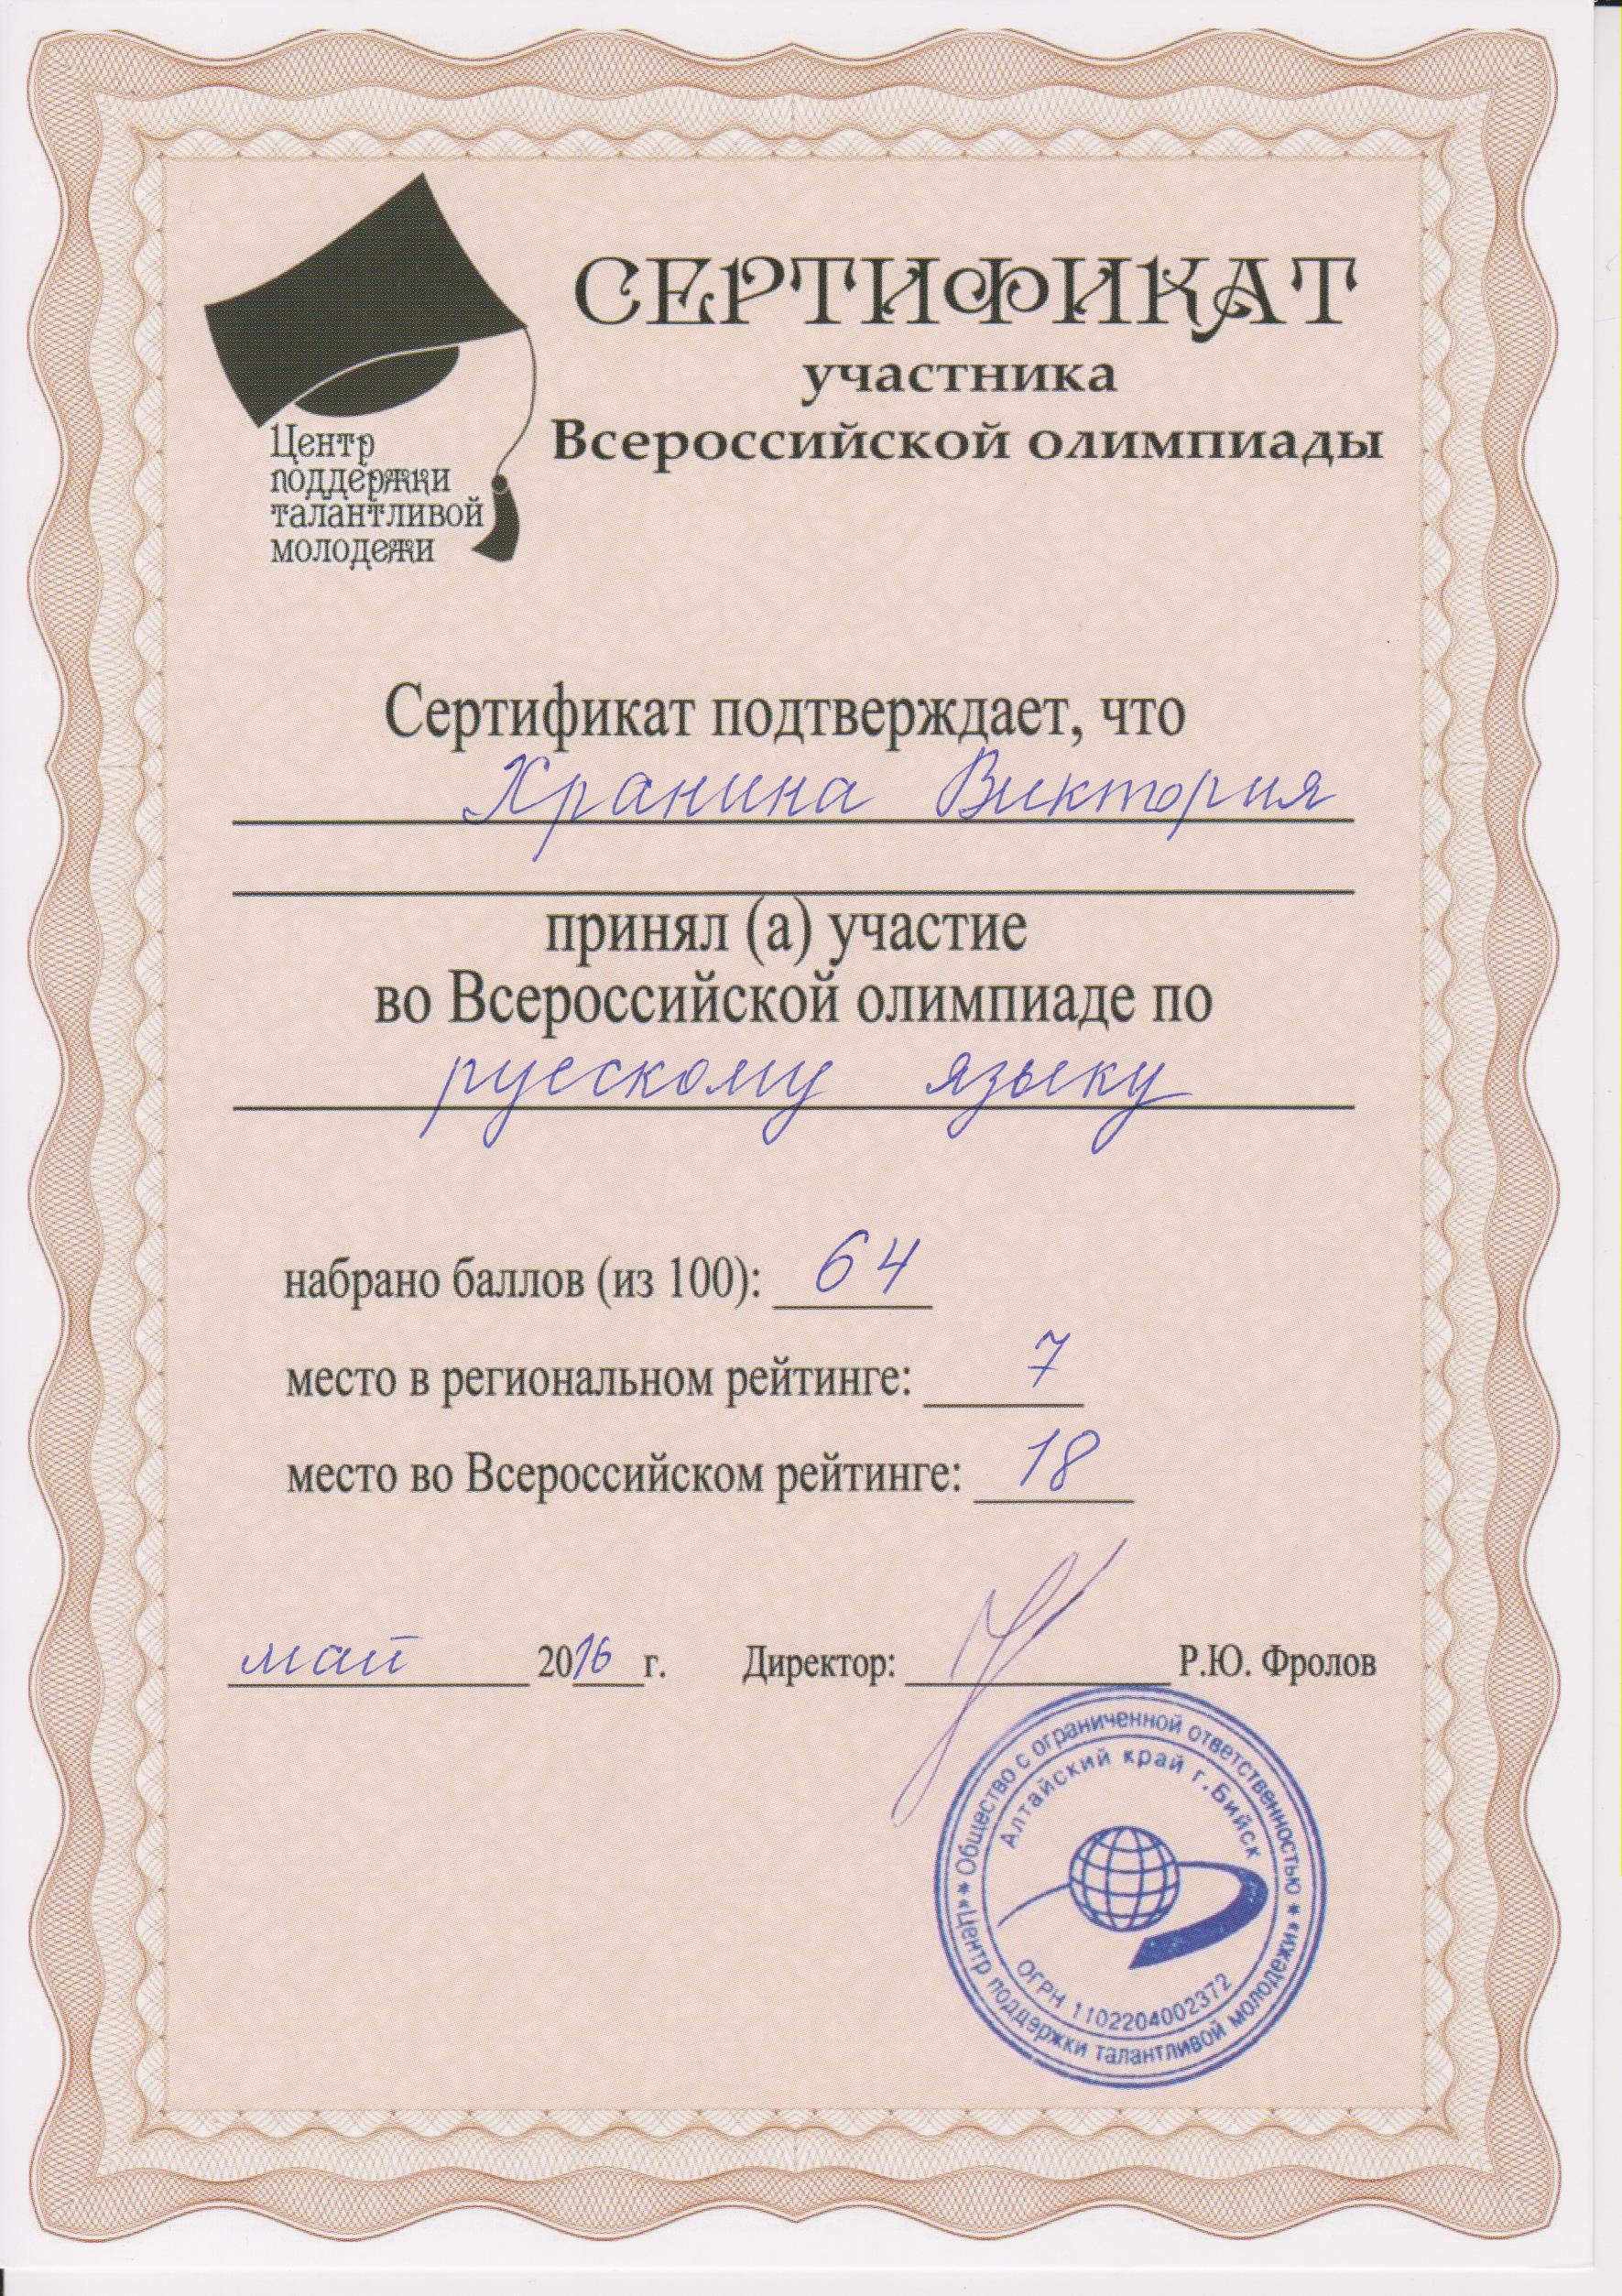 СЕРТИФИКАТ
участника
Всероссийской олимпиады
Центр
поддержки
талантливой
молодежи
Сертификат подтверждает, что
Хранина Виктория
принял (а) участие
во Всероссийской олимпиаде по
русскому языку
набрано баллов (из 100): 64
место в региональном рейтинге: 7
место во Всероссийском рейтинге: 18
май 2016 г. Директор: Р.Ю. Фролов
* Общество с ограниченной ответственностью *
«Центр поддержки талантливой молодежи»
Алтайский край г.Бийск
ОГРН 1102204002372